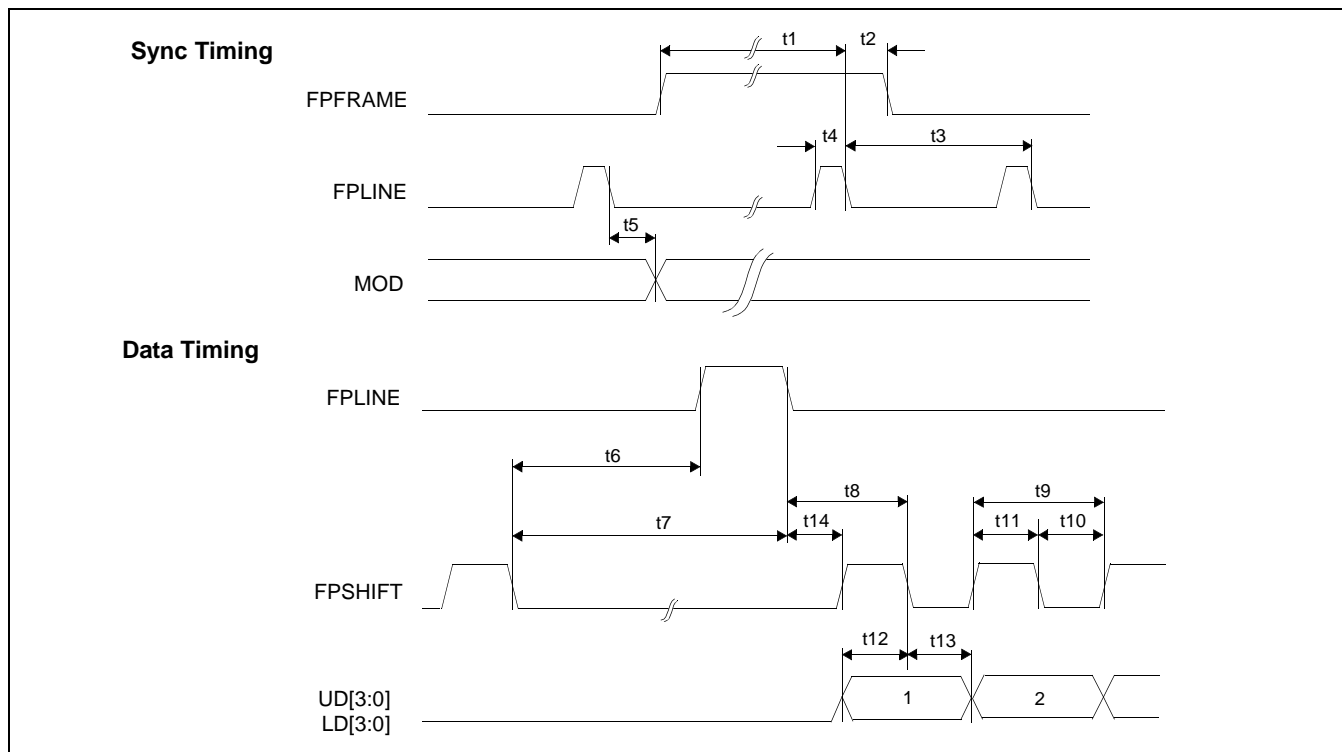 Sync Timing
t1
t2
FPFRAME
t4
t3
FPLINE
t5
MOD
Data Timing
FPLINE
t6
t8
t9
t7
t14
t11
t10
FPSHIFT
t12
t13
UD[3:0]
LD[3:0]
1
2